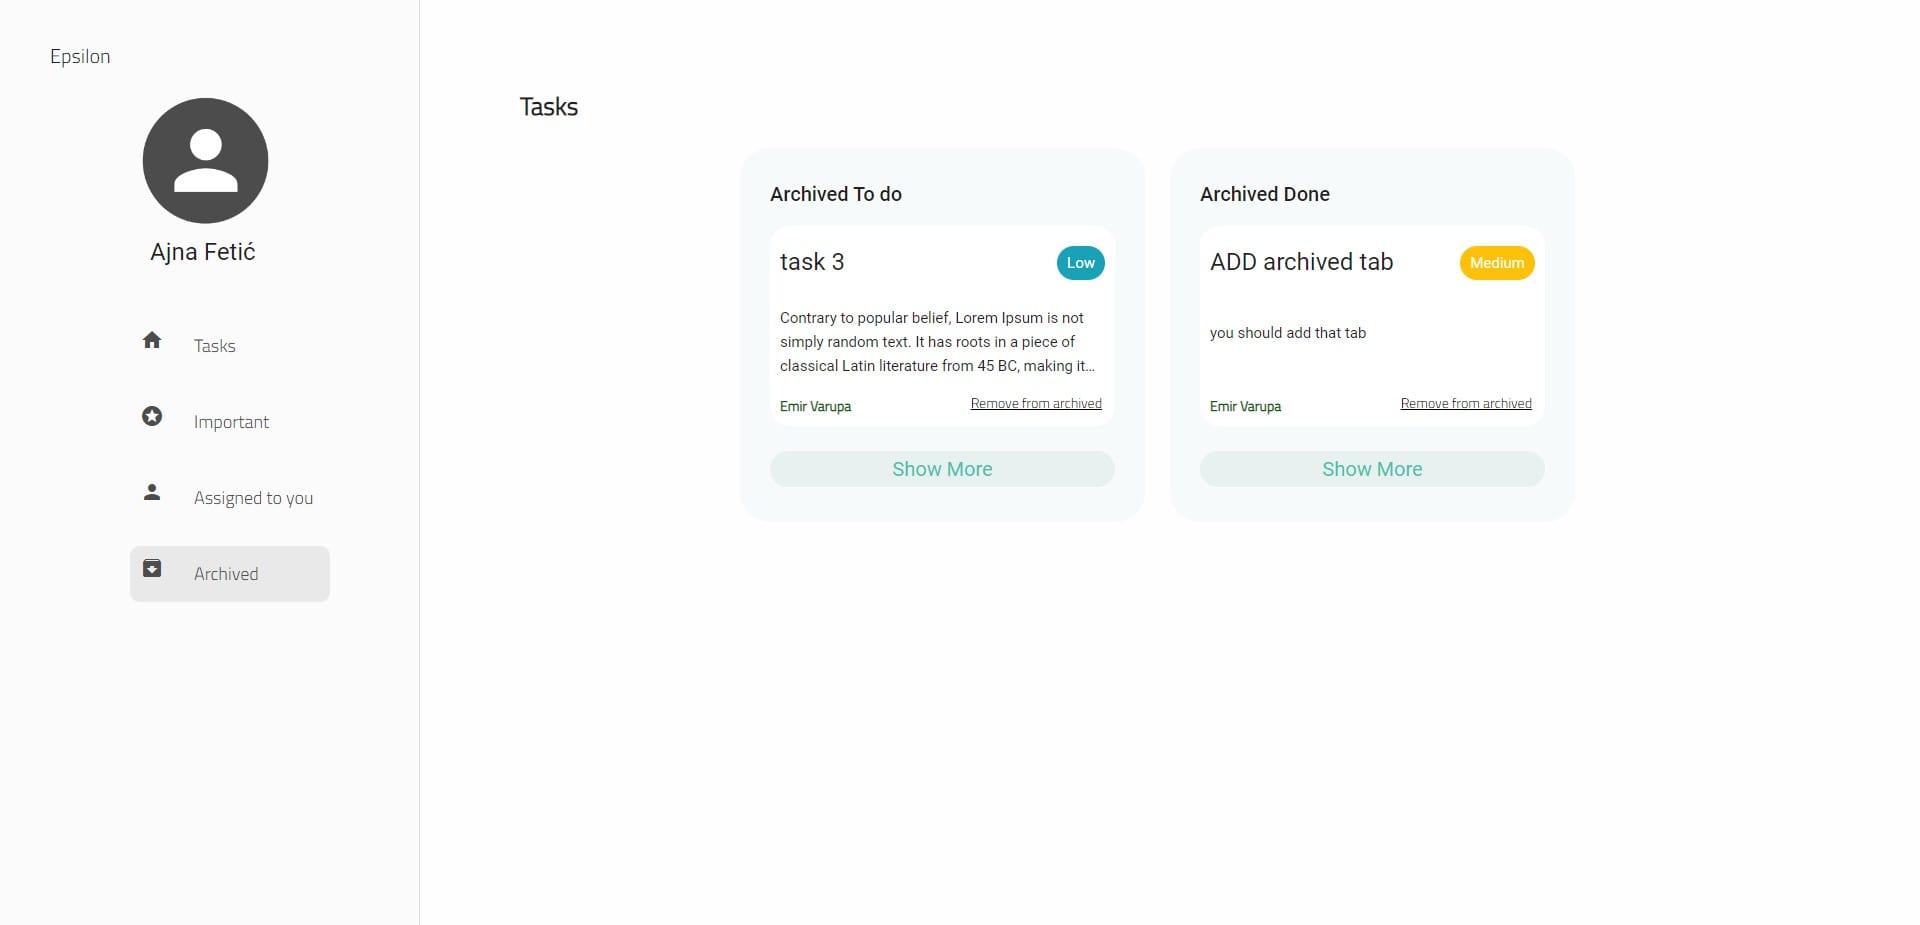 Epsilon
Ajna Fetić
Tasks
Important
Assigned to you
Archived
Tasks
Archived To do
task 3
Low
Contrary to popular belief, Lorem Ipsum is not
simply random text. It has roots in a piece of
classical Latin literature from 45 BC, making it...
Emir Varupa
Remove from archived
Show More
Archived Done
ADD archived tab
Medium
you should add that tab
Emir Varupa
Remove from archived
Show More